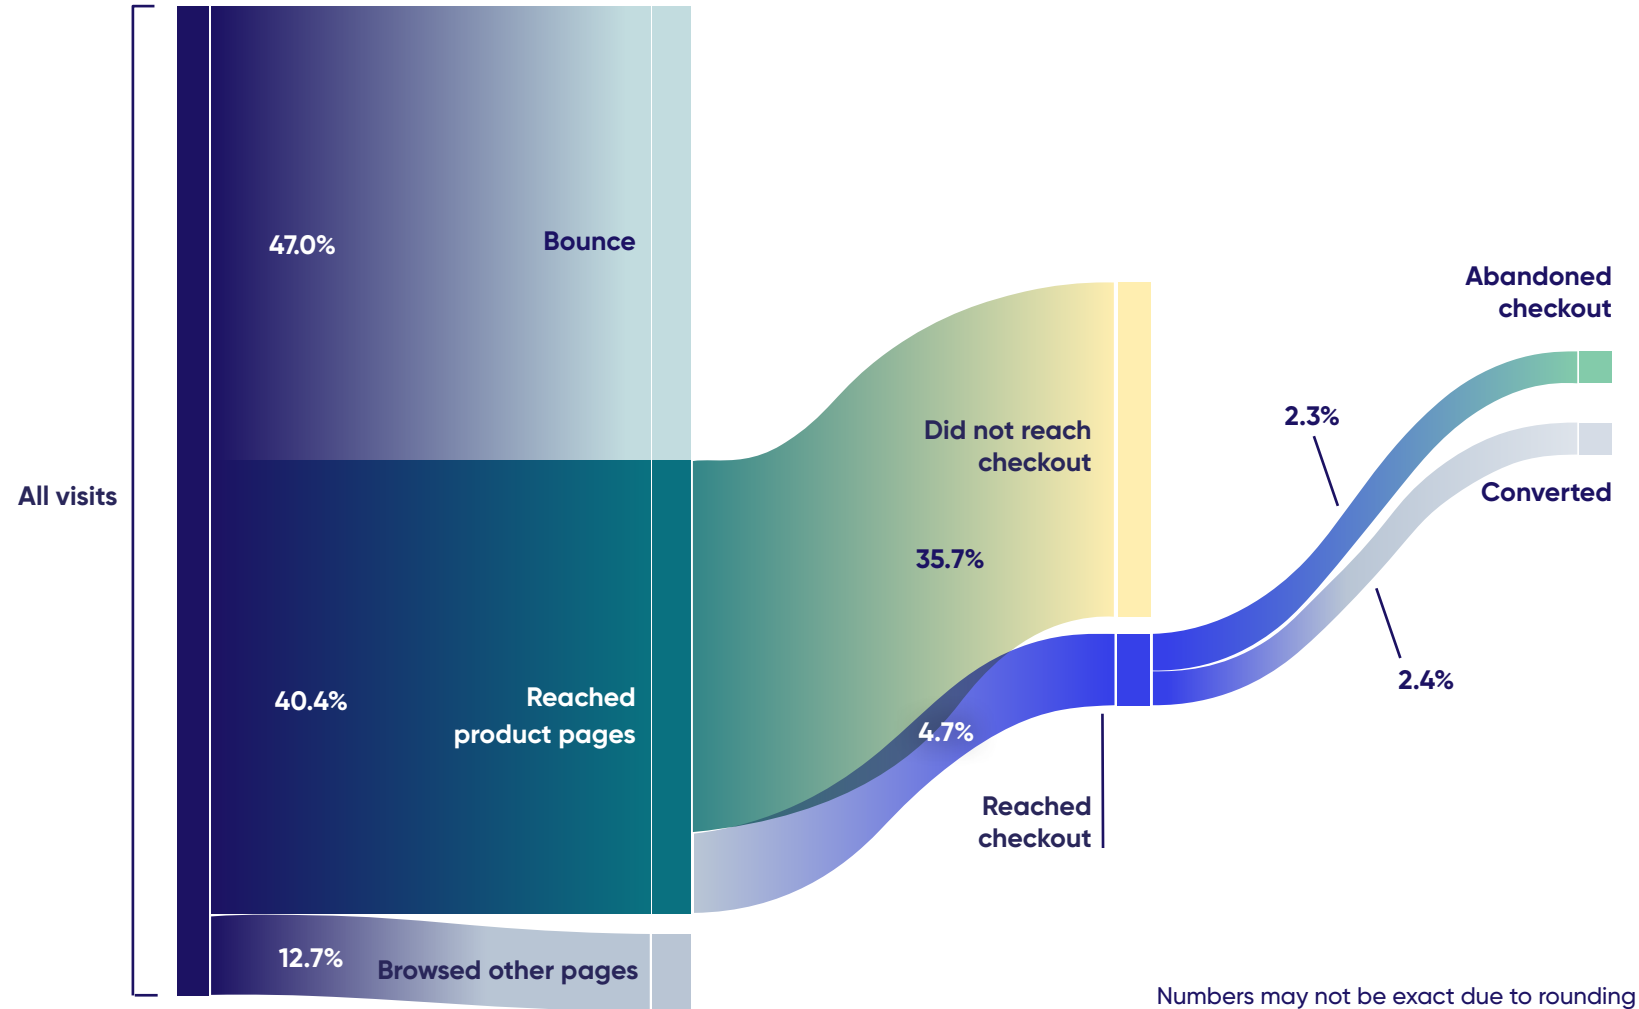 All visits
47.0%
Bounce
40.4%
Reached
product pages
12.7%
Browsed other pages
Did not reach
checkout
35.7%
4.7%
Reached
checkout
2.3%
2.4%
Abandoned
checkout
Converted
Numbers may not be exact due to rounding